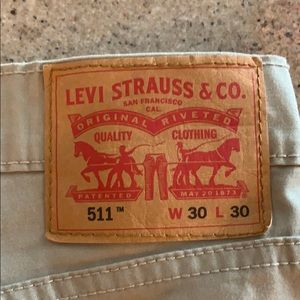 LEVI STRAUSS & CO.
SAN FRANCISCO
CAL.
ORIGINAL RIVETED
QUALITY CLOTHING
PATENTED MAY 20 1873
511™ W 30 L 30